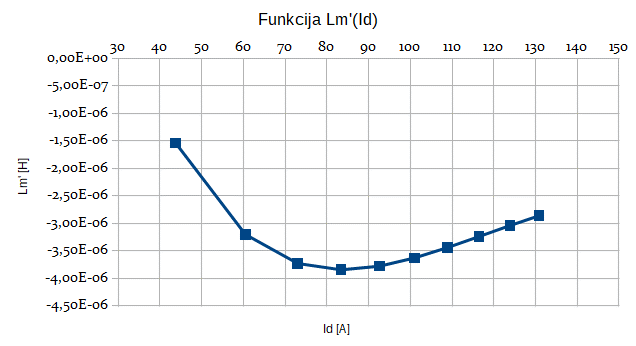 Funkcija Lm'(Id)
30 40 50 60 70 80 90 100 110 120 130 140 150
0,00E+00
-5,00E-07
-1,00E-06
-1,50E-06
-2,00E-06
-2,50E-06
-3,00E-06
-3,50E-06
-4,00E-06
-4,50E-06
Lm' [H]
Id [A]